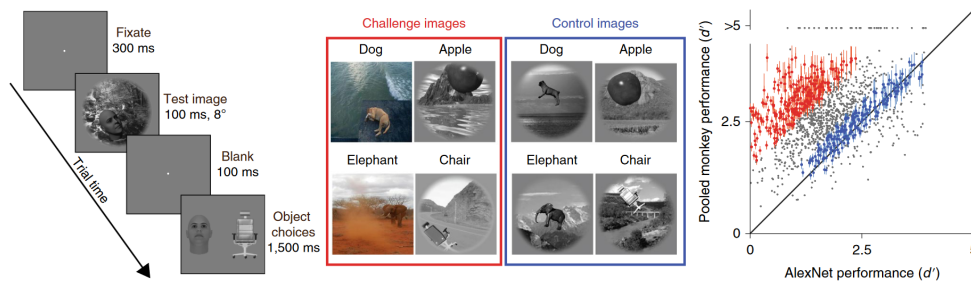 Fixate
300 ms
Test image
100 ms, 8°
Blank
100 ms
Object
choices
1,500 ms
Trial time
Challenge images
Dog
Apple
Elephant
Chair
Control images
Dog
Apple
Elephant
Chair
Pooled monkey performance (d′)
>5
2.5
0
0
2.5
AlexNet performance (d′)